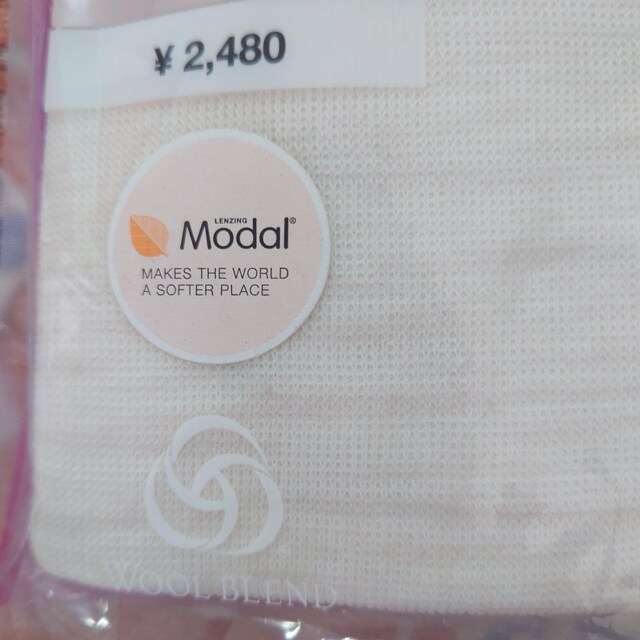 ¥ 2,480
LENZING
Modal®
MAKES THE WORLD
A SOFTER PLACE
WOOL BLEND